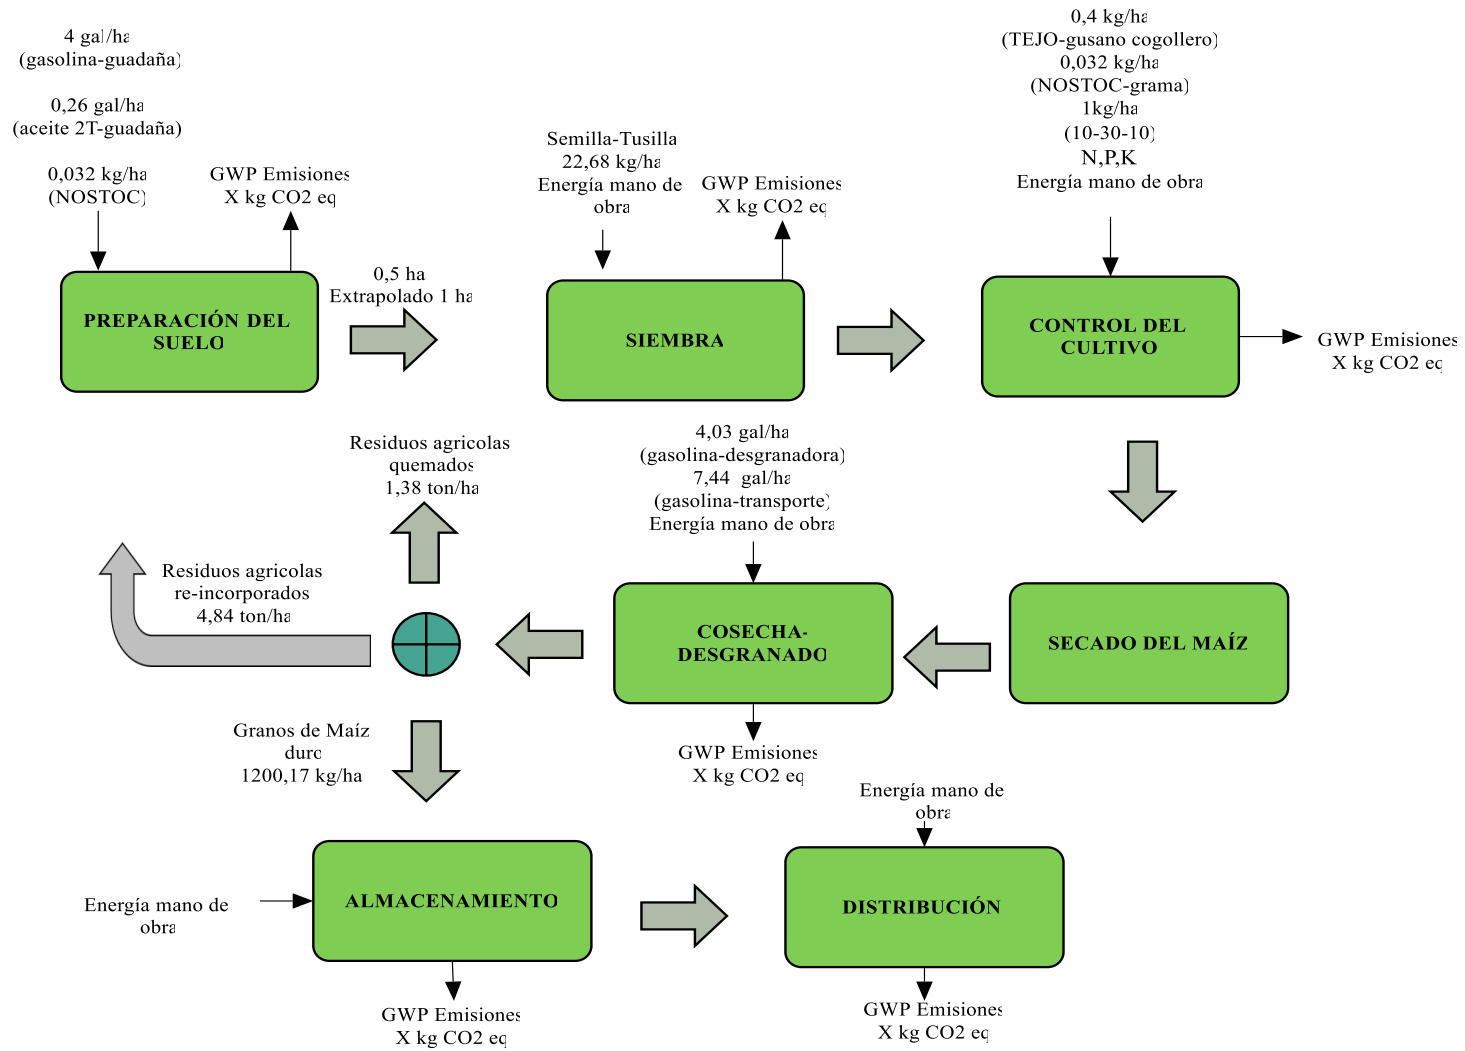 4 gal/ha
(gasolina-guadaña)
0,26 gal/ha
(aceite 2T-guadaña)
0,032 kg/ha
(NOSTOC)
GWP Emisiones
X kg CO2 eq
PREPARACIÓN DEL
SUELO
0,5 ha
Extrapolado 1 ha
Semilla-Tusilla
22,68 kg/ha
Energía mano de
obra
GWP Emisiones
X kg CO2 eq
SIEMBRA
0,4 kg/ha
(TEJO-gusano cogollero)
0,032 kg/ha
(NOSTOC-grama)
1kg/ha
(10-30-10)
N,P,K
Energía mano de obra
CONTROL DEL
CULTIVO
GWP Emisiones
X kg CO2 eq
SECADO DEL MAÍZ
4,03 gal/ha
(gasolina-desgranadora)
7,44 gal/ha
(gasolina-transporte)
Energía mano de obra
COSECHA-
DESGRANADO
GWP Emisiones
X kg CO2 eq
Residuos agricolas
quemados
1,38 ton/ha
Residuos agricolas
re-incorporados
4,84 ton/ha
Granos de Maíz
duro
1200,17 kg/ha
Energía mano de
obra
ALMACENAMIENTO
GWP Emisiones
X kg CO2 eq
Energía mano de
obra
DISTRIBUCIÓN
GWP Emisiones
X kg CO2 eq